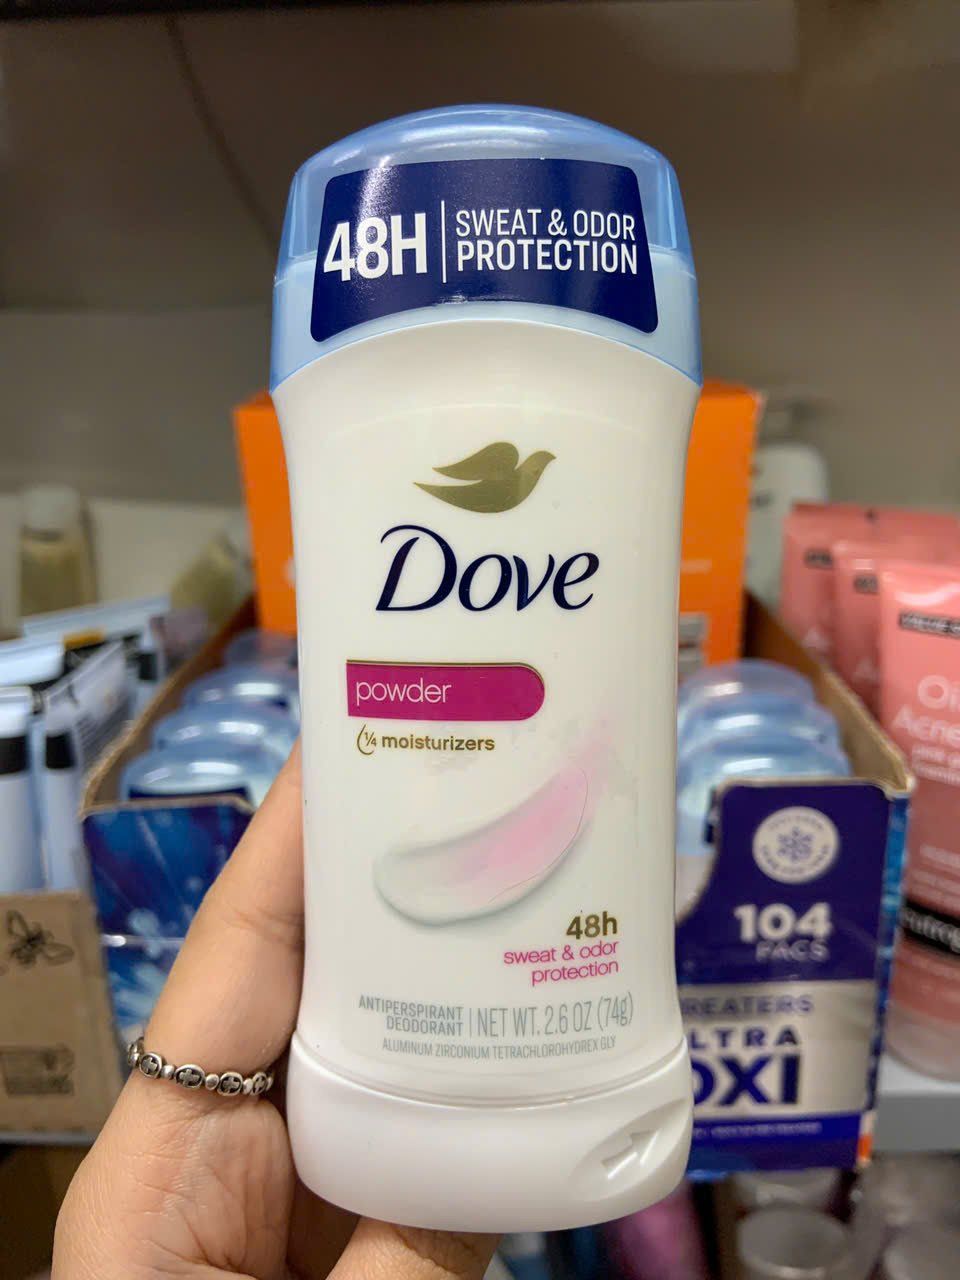 48H
SWEAT & ODOR
PROTECTION
Dove
powder
1/4 moisturizers
48h
sweat & odor
protection
ANTIPERSPIRANT
DEODORANT
NET WT. 2.6 OZ (74g)
ALUMINUM ZIRCONIUM TETRACHLOROHYDREX GLY
104
PACS
OXI